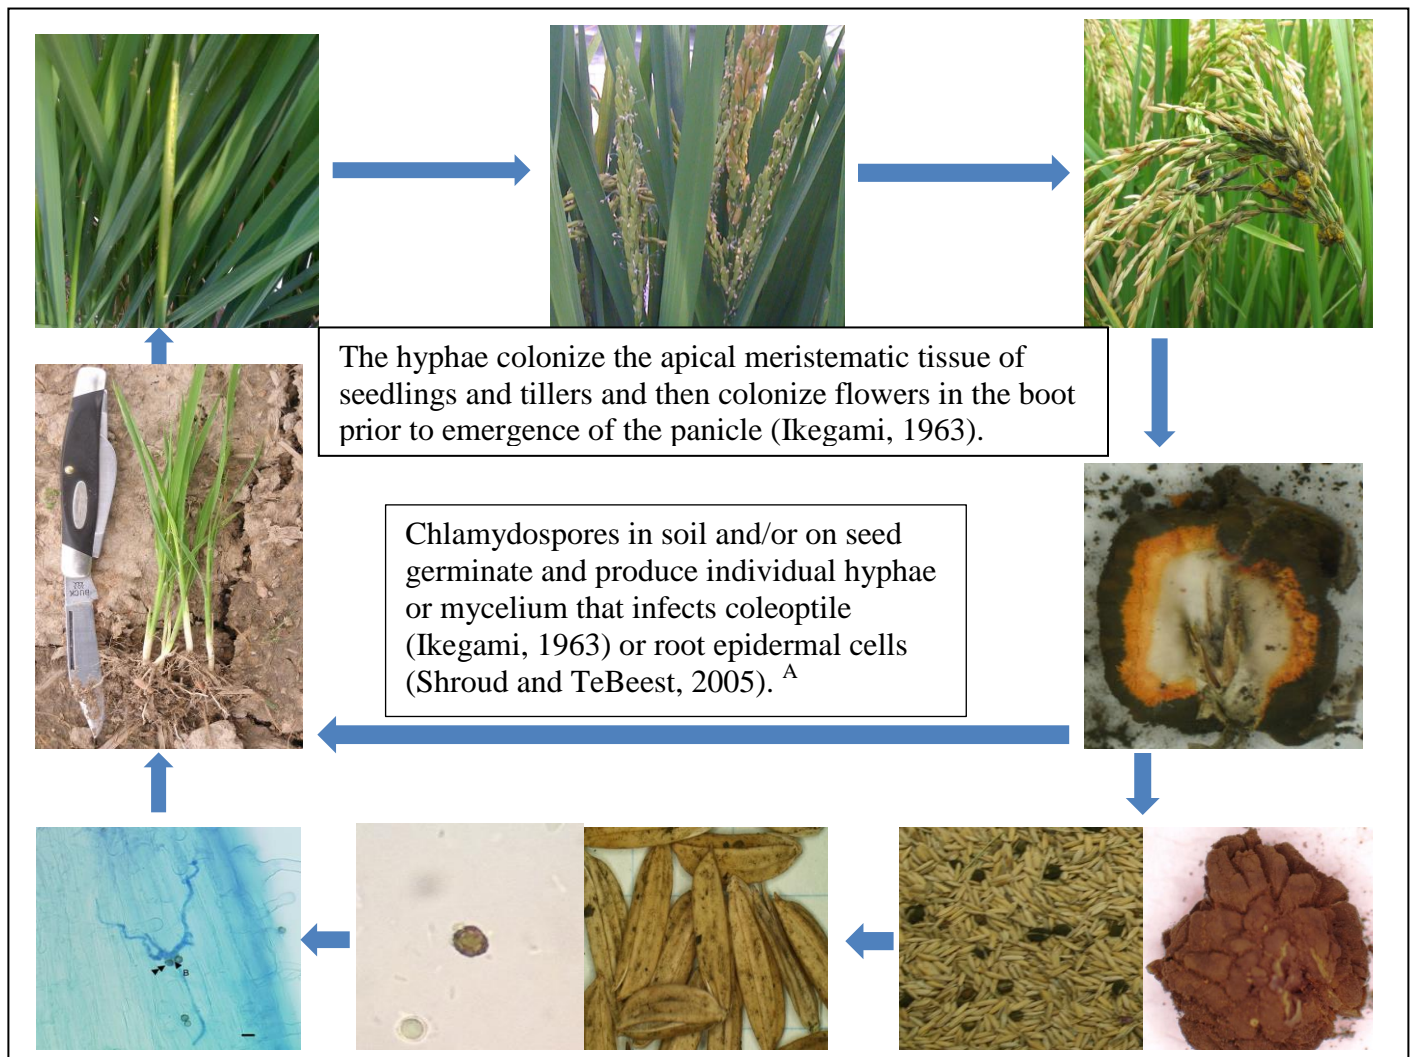 The hyphae colonize the apical meristematic tissue of
seedlings and tillers and then colonize flowers in the boot
prior to emergence of the panicle (Ikegami, 1963).
Chlamydospores in soil and/or on seed
germinate and produce individual hyphae
or mycelium that infects coleoptile
(Ikegami, 1963) or root epidermal cells
(Shroud and TeBeest, 2005). A
BUCK
B